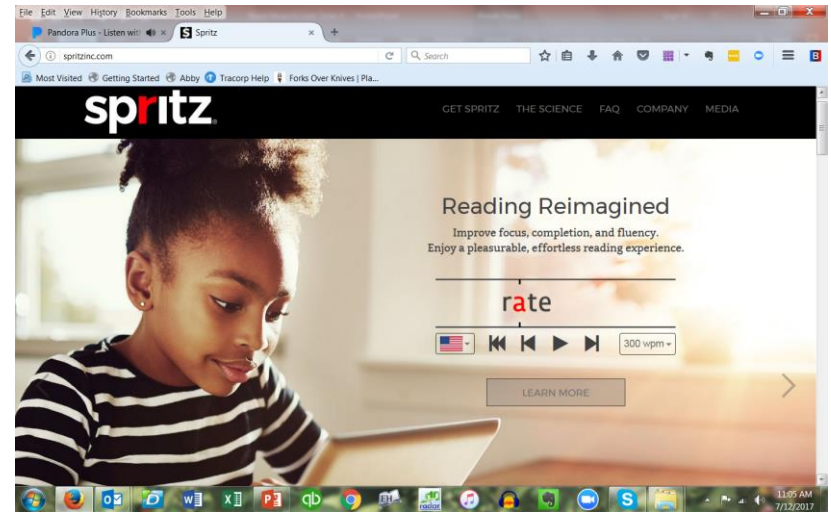 File Edit View History Bookmarks Tools Help
Pandora Plus - Listen wit
S Spritz
spritzinc.com
Search
Most Visited Getting Started Abby Tracorp Help Forks Over Knives | Pla...
spritz
GET SPRITZ THE SCIENCE FAQ COMPANY MEDIA
Reading Reimagined
Improve focus, completion, and fluency.
Enjoy a pleasurable, effortless reading experience.
rate
300 wpm
LEARN MORE
11:05 AM
7/12/2017